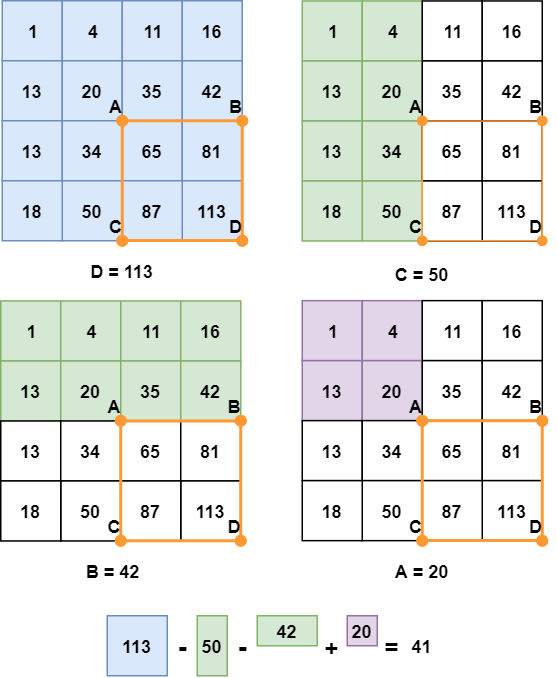 1 4 11 16
13 20 35 42
A B
13 34 65 81
18 50 87 113
C D
D = 113
1 4 11 16
13 20 35 42
A B
13 34 65 81
18 50 87 113
C D
C = 50
1 4 11 16
13 20 35 42
A B
13 34 65 81
18 50 87 113
C D
B = 42
1 4 11 16
13 20 35 42
A B
13 34 65 81
18 50 87 113
C D
A = 20
113 - 50 - 42 + 20 = 41